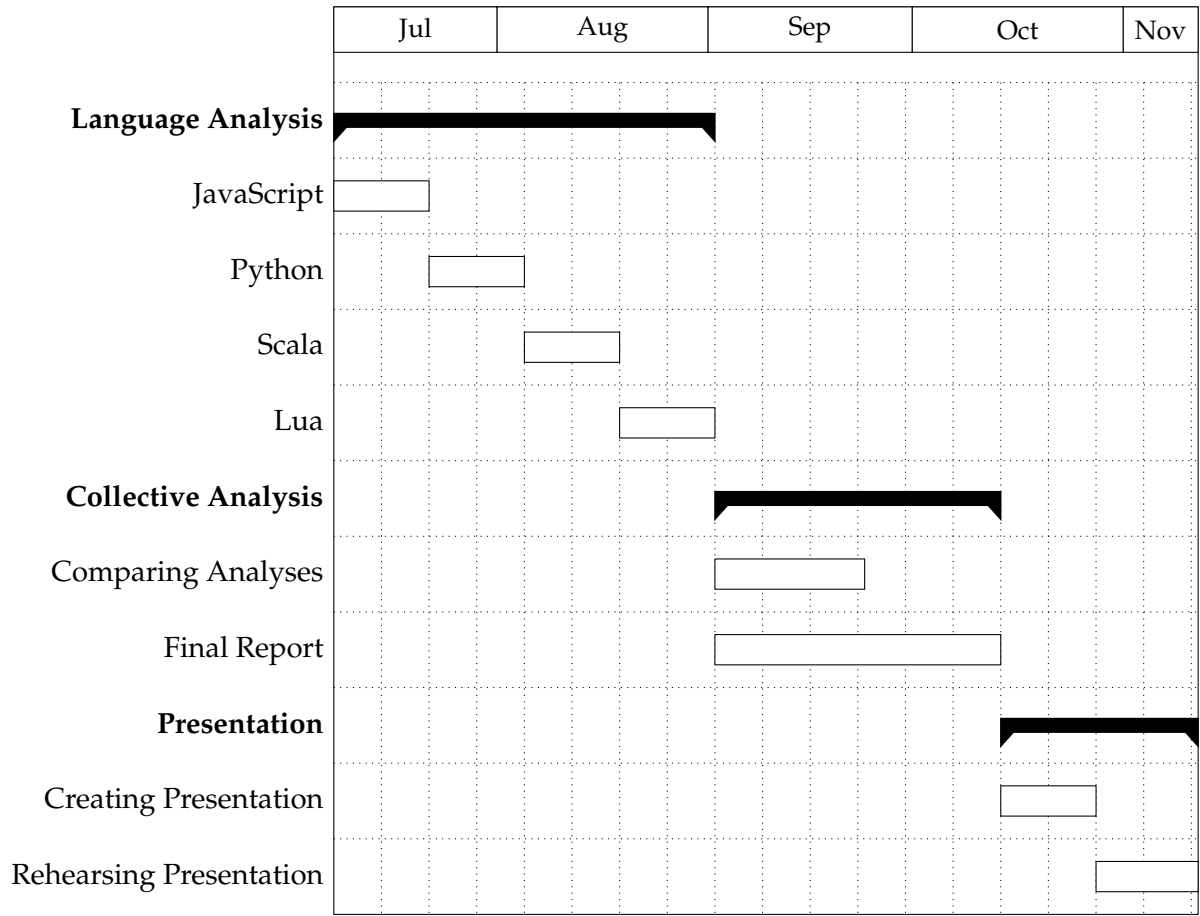 Jul Aug Sep Oct Nov
Language Analysis
JavaScript
Python
Scala
Lua
Collective Analysis
Comparing Analyses
Final Report
Presentation
Creating Presentation
Rehearsing Presentation